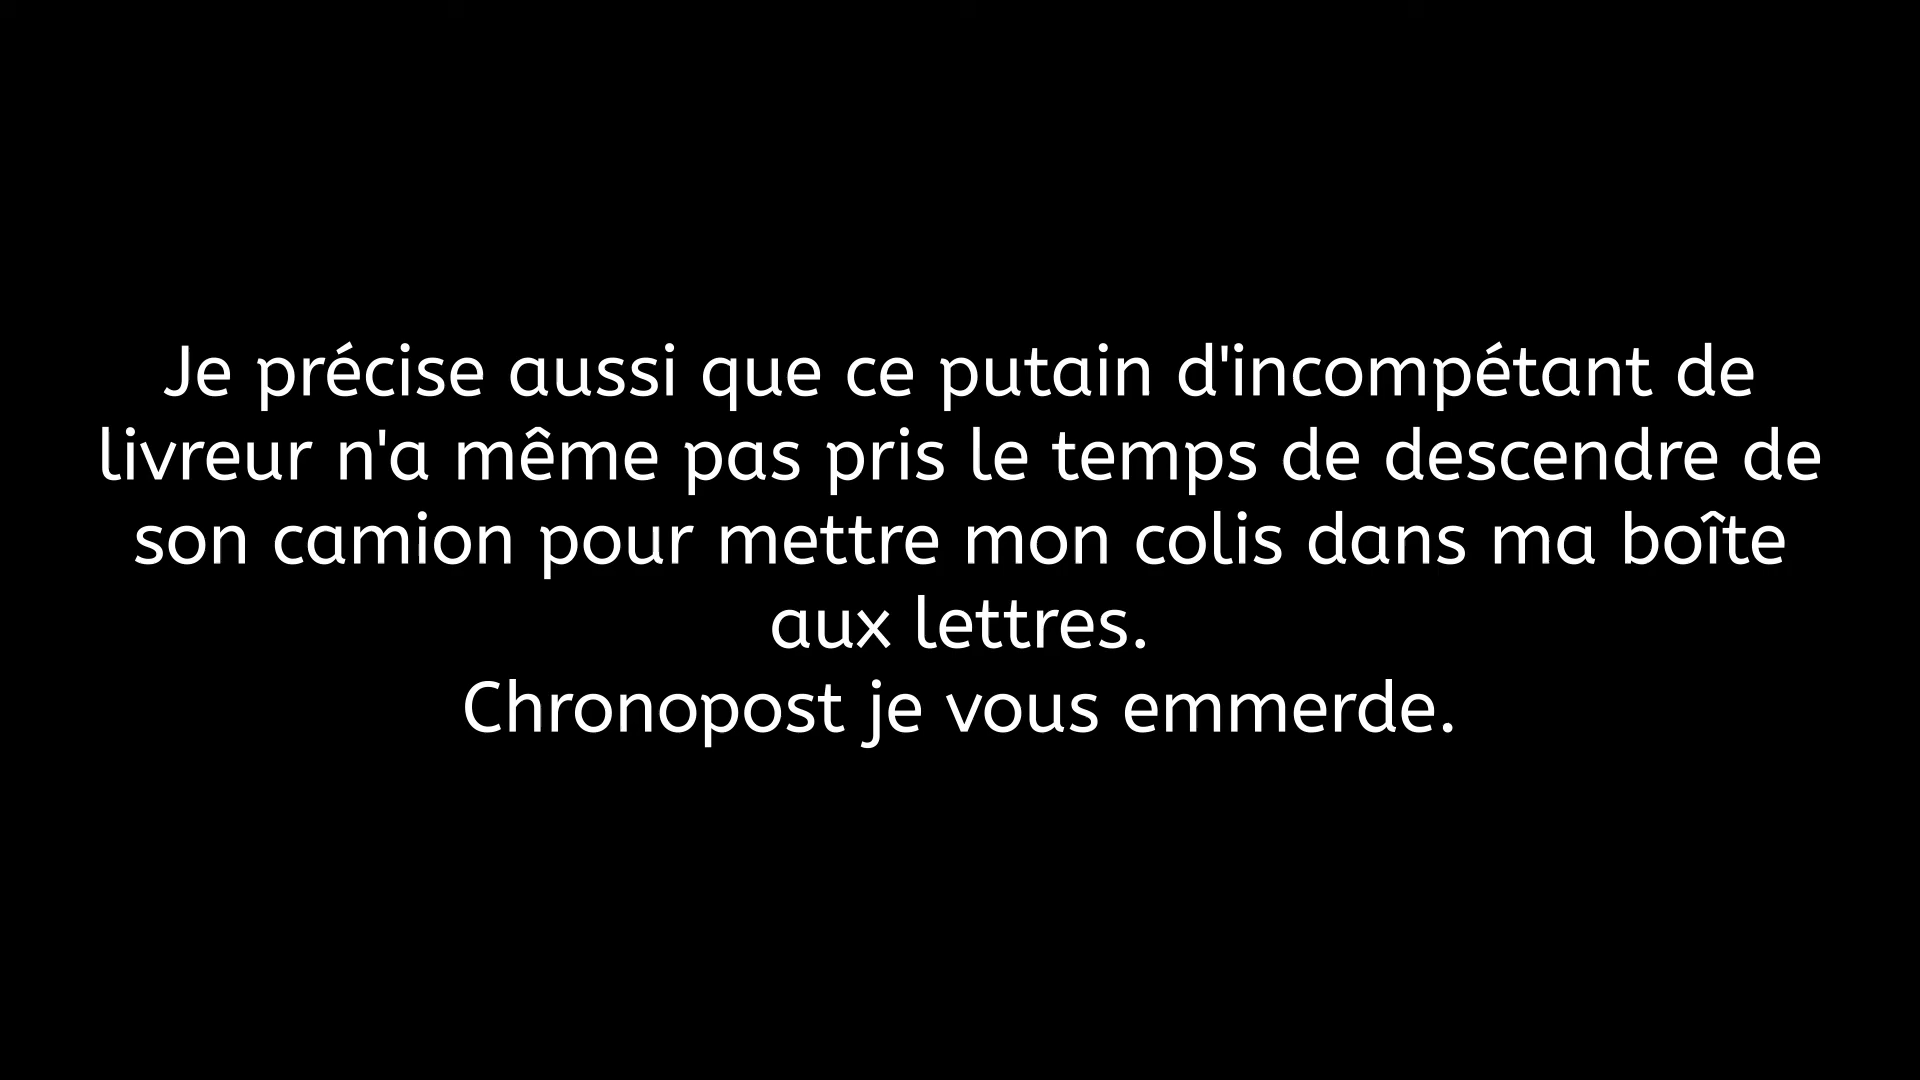 Je précise aussi que ce putain d'incompétant de
livreur n'a même pas pris le temps de descendre de
son camion pour mettre mon colis dans ma boîte
aux lettres.
Chronopost je vous emmerde.